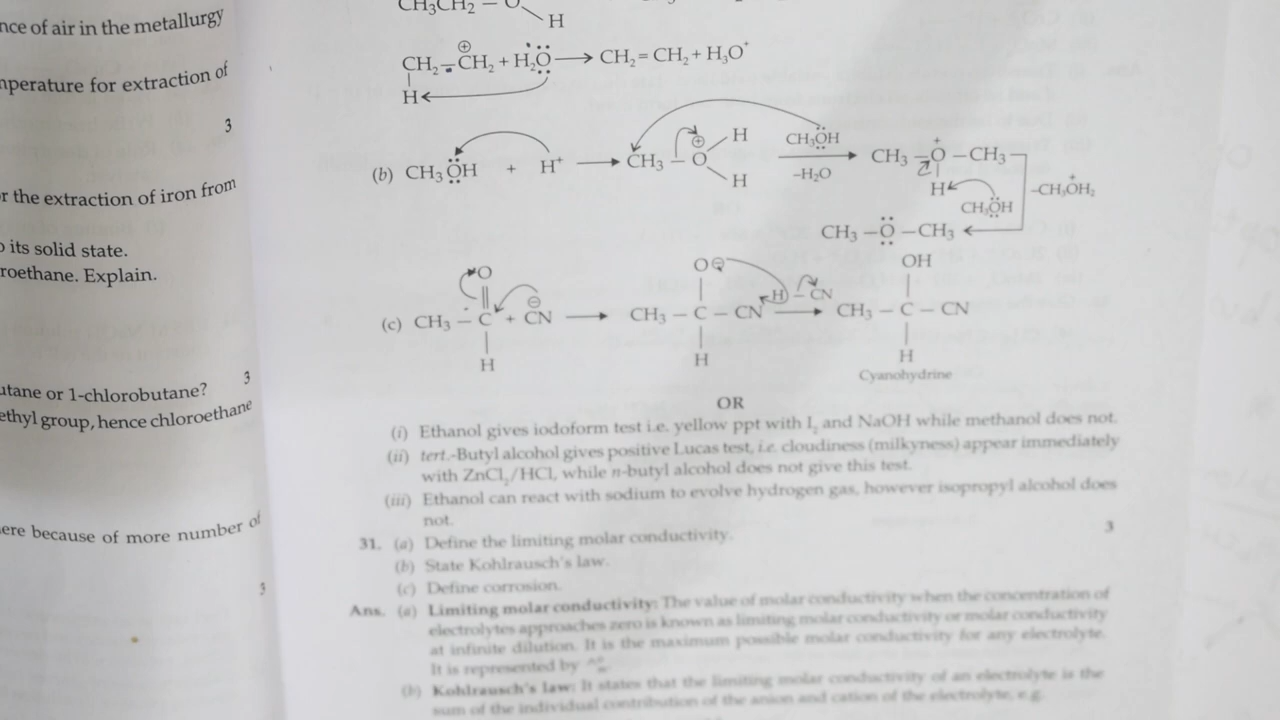 nce of air in the metallurgy
mperature for extraction of
3
r the extraction of iron from
o its solid state.
roethane. Explain.
utane or 1-chlorobutane? 3
ethyl group, hence chloroethane
ere because of more number of
3
CH₃CH₂ – O
H
CH₂–C⊕H₂ + H₂Ö ⟶ CH₂ = CH₂ + H₃O⁺
H
(b) CH₃ÖH + H⁺ ⟶ CH₃ – O⊕ H H CH₃ÖH –H₂O ⟶ CH₃ – O⁺ – CH₃
H CH₃ÖH –CH₃O⁺H₂
CH₃ – Ö – CH₃
(c) CH₃ – C + CN⊖ ⟶ CH₃ – C – CN ⟶ CH₃ – C – CN
O O⊖ H – CN OH
H H H
Cyanohydrine
OR
(i) Ethanol gives iodoform test i.e. yellow ppt with I₂ and NaOH while methanol does not.
(ii) tert.-Butyl alcohol gives positive Lucas test, i.e. cloudiness (milkyness) appear immediately
with ZnCl₂/HCl, while n-butyl alcohol does not give this test.
(iii) Ethanol can react with sodium to evolve hydrogen gas, however isopropyl alcohol does
not.
31. (a) Define the limiting molar conductivity. 3
(b) State Kohlrausch's law.
(c) Define corrosion.
Ans. (a) Limiting molar conductivity: The value of molar conductivity when the concentration of
electrolytes approaches zero is known as limiting molar conductivity or molar conductivity
at infinite dilution. It is the maximum possible molar conductivity for any electrolyte.
It is represented by
(b) Kohlrausch's law: It states that the limiting molar conductivity of an electrolyte is the
sum of the individual contribution of the anion and cation of the electrolyte, e.g.